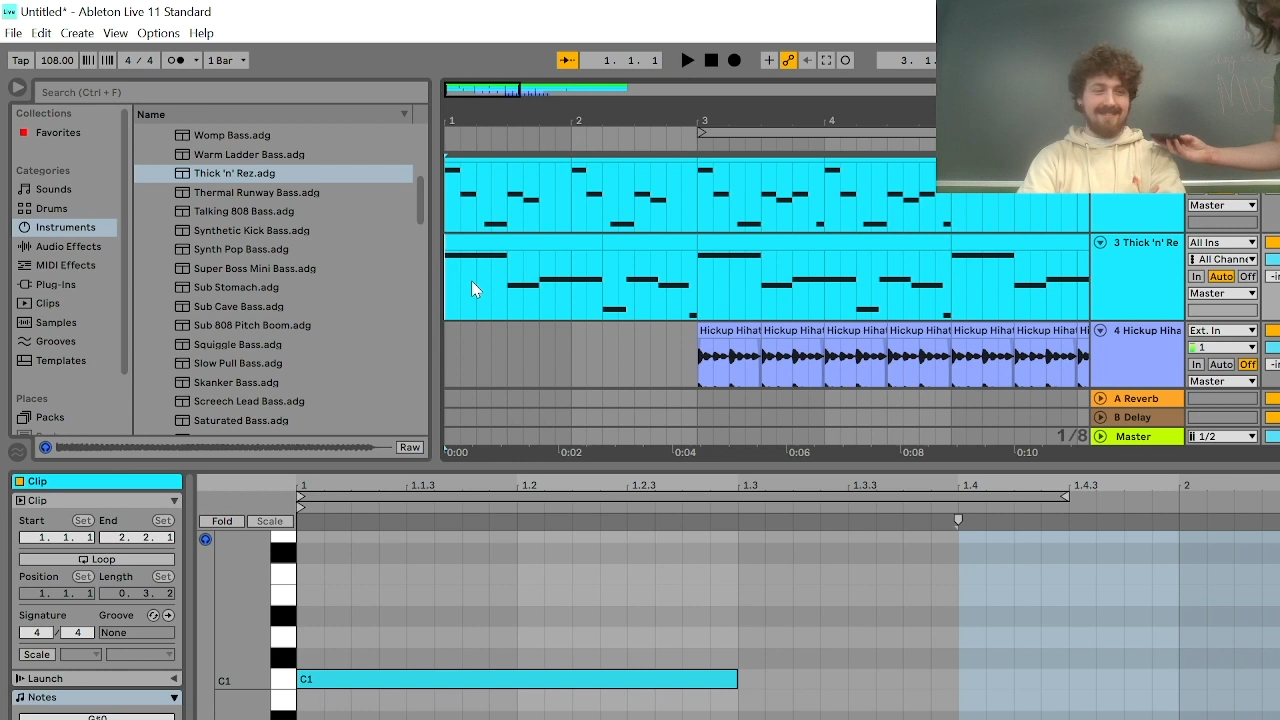 Live Untitled* - Ableton Live 11 Standard
File Edit Create View Options Help
Tap 108.00 4 / 4 1 Bar 1. 1. 1 3. 1.
Search (Ctrl + F)
Collections
Favorites
Categories
Sounds
Drums
Instruments
Audio Effects
MIDI Effects
Plug-Ins
Clips
Samples
Grooves
Templates
Places
Packs
Name
Womp Bass.adg
Warm Ladder Bass.adg
Thick 'n' Rez.adg
Thermal Runway Bass.adg
Talking 808 Bass.adg
Synthetic Kick Bass.adg
Synth Pop Bass.adg
Super Boss Mini Bass.adg
Sub Stomach.adg
Sub Cave Bass.adg
Sub 808 Pitch Boom.adg
Squiggle Bass.adg
Slow Pull Bass.adg
Skanker Bass.adg
Screech Lead Bass.adg
Saturated Bass.adg
Raw
1 2 3 4
Master
3 Thick 'n' Re All Ins
All Channe
In Auto Off
Master
Hickup Hihat Hickup Hihat Hickup Hihat Hickup Hihat Hickup Hihat Hickup Hihat Hi
4 Hickup Hiha Ext. In
1
In Auto Off
Master
A Reverb
B Delay
1/8 Master 1/2
0:00 0:02 0:04 0:06 0:08 0:10
Clip
Clip
Start Set End Set
1. 1. 1 2. 2. 1
Loop
Position Set Length Set
1. 1. 1 0. 3. 2
Signature Groove
4 / 4 None
Scale
Launch
Notes
G#0
1 1.1.3 1.2 1.2.3 1.3 1.3.3 1.4 1.4.3 2
Fold Scale
C1 C1